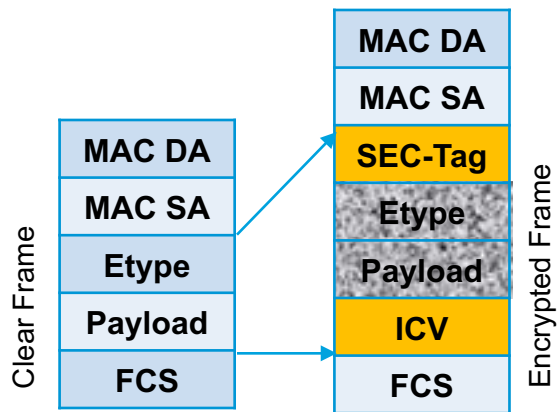 Clear Frame
MAC DA
MAC SA
Etype
Payload
FCS
MAC DA
MAC SA
SEC-Tag
Etype
Payload
ICV
FCS
Encrypted Frame